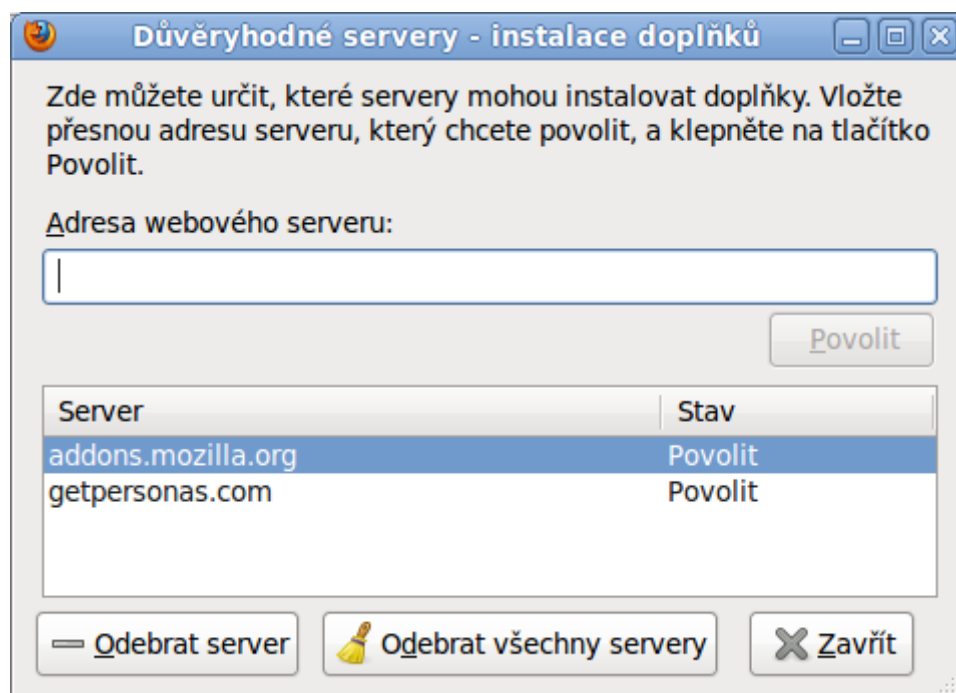 Důvěryhodné servery - instalace doplňků
Zde můžete určit, které servery mohou instalovat doplňky. Vložte
přesnou adresu serveru, který chcete povolit, a klepněte na tlačítko
Povolit.
Adresa webového serveru:
Povolit
Server Stav
addons.mozilla.org Povolit
getpersonas.com Povolit
Odebrat server Odebrat všechny servery Zavřít